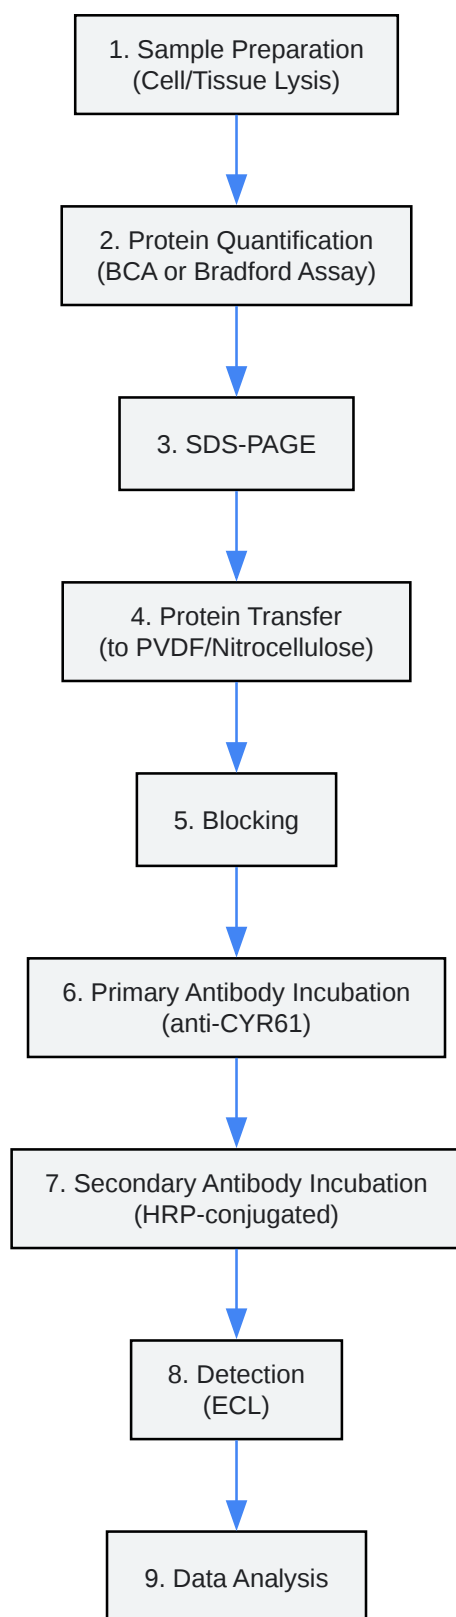 1. Sample Preparation
(Cell/Tissue Lysis)
2. Protein Quantification
(BCA or Bradford Assay)
3. SDS-PAGE
4. Protein Transfer
(to PVDF/Nitrocellulose)
5. Blocking
6. Primary Antibody Incubation
(anti-CYR61)
7. Secondary Antibody Incubation
(HRP-conjugated)
8. Detection
(ECL)
9. Data Analysis